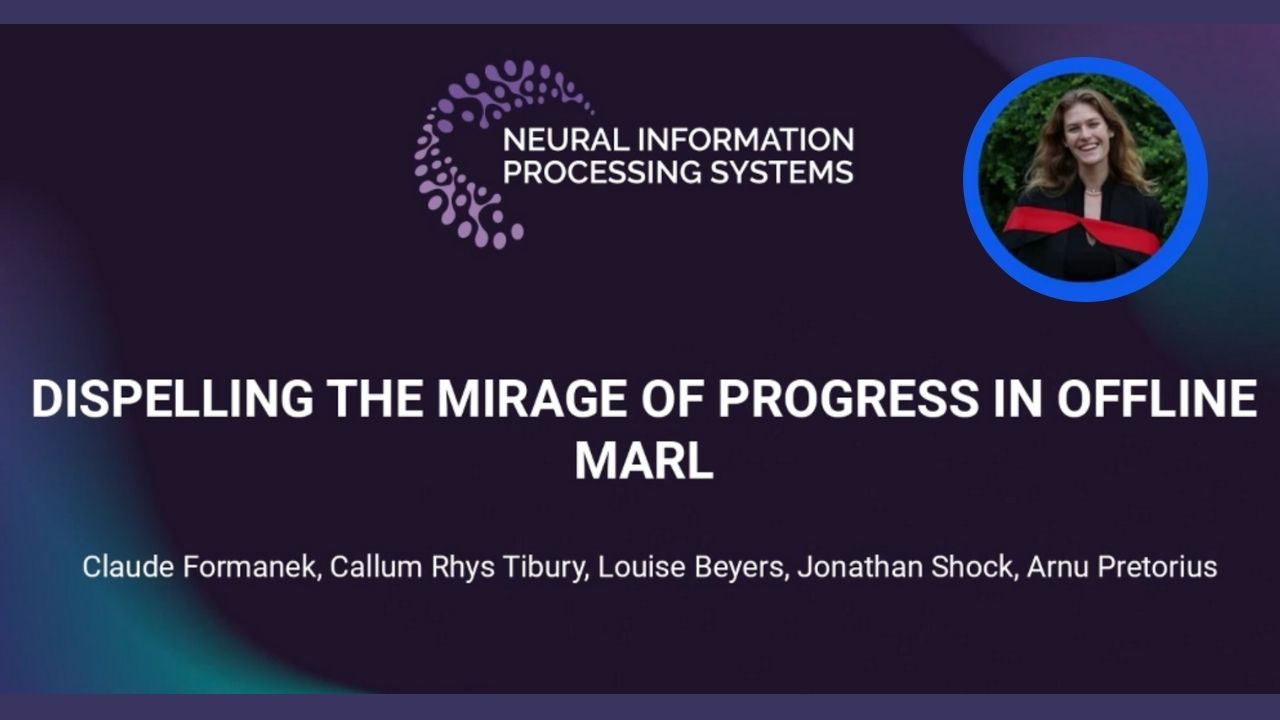 NEURAL INFORMATION
PROCESSING SYSTEMS
DISPELLING THE MIRAGE OF PROGRESS IN OFFLINE
MARL
Claude Formanek, Callum Rhys Tibury, Louise Beyers, Jonathan Shock, Arnu Pretorius